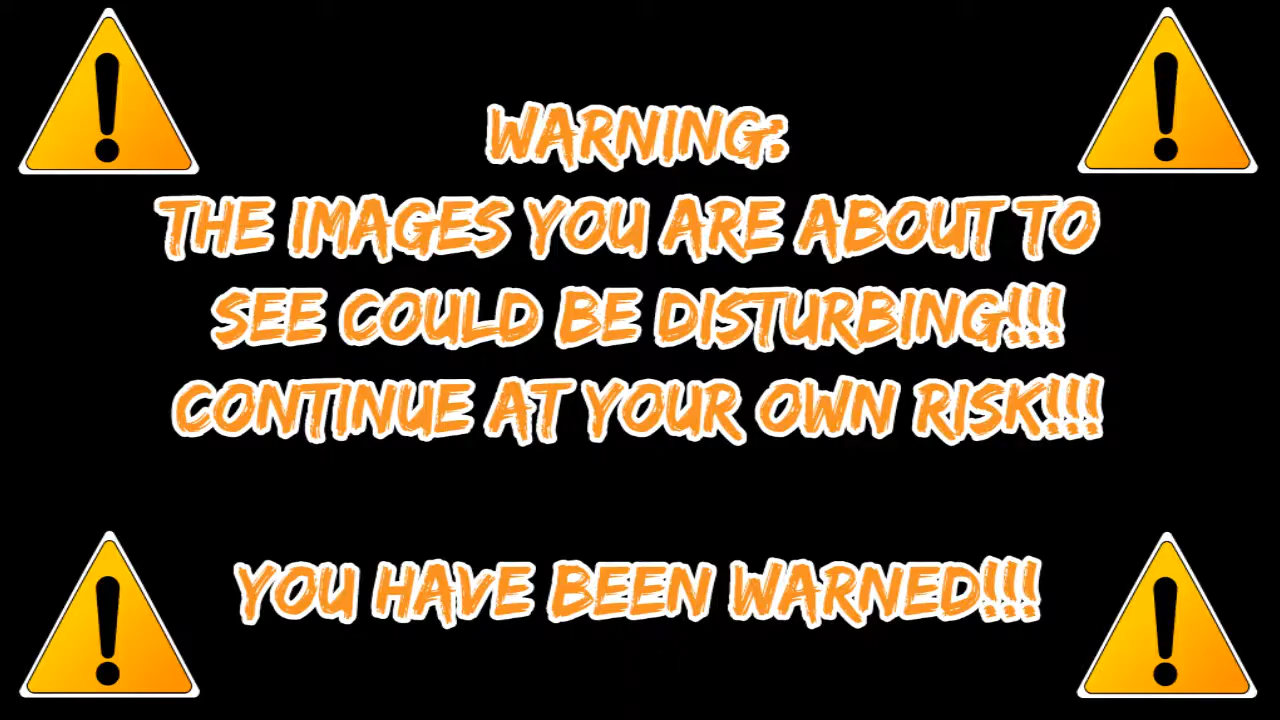 WARNING:
THE IMAGES YOU ARE ABOUT TO
SEE COULD BE DISTURBING!!!
CONTINUE AT YOUR OWN RISK!!!
YOU HAVE BEEN WARNED!!!